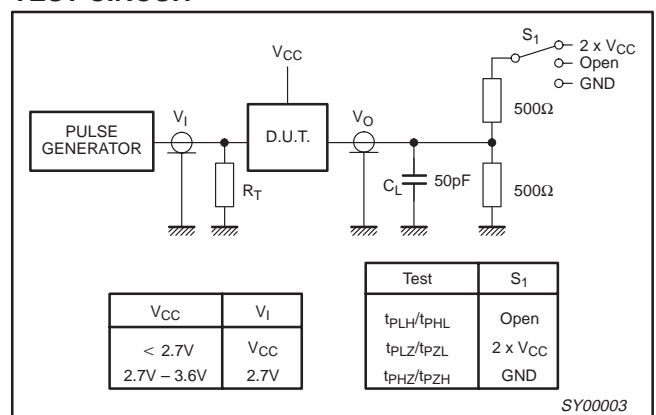 TEST CIRCUIT
S1
2 x VCC
Open
GND
VCC
500Ω
PULSE
GENERATOR
VI
D.U.T.
VO
RT
CL
50pF
500Ω
VCC VI
< 2.7V VCC
2.7V – 3.6V 2.7V
Test S1
tPLH/tPHL Open
tPLZ/tPZL 2 x VCC
tPHZ/tPZH GND
SY00003